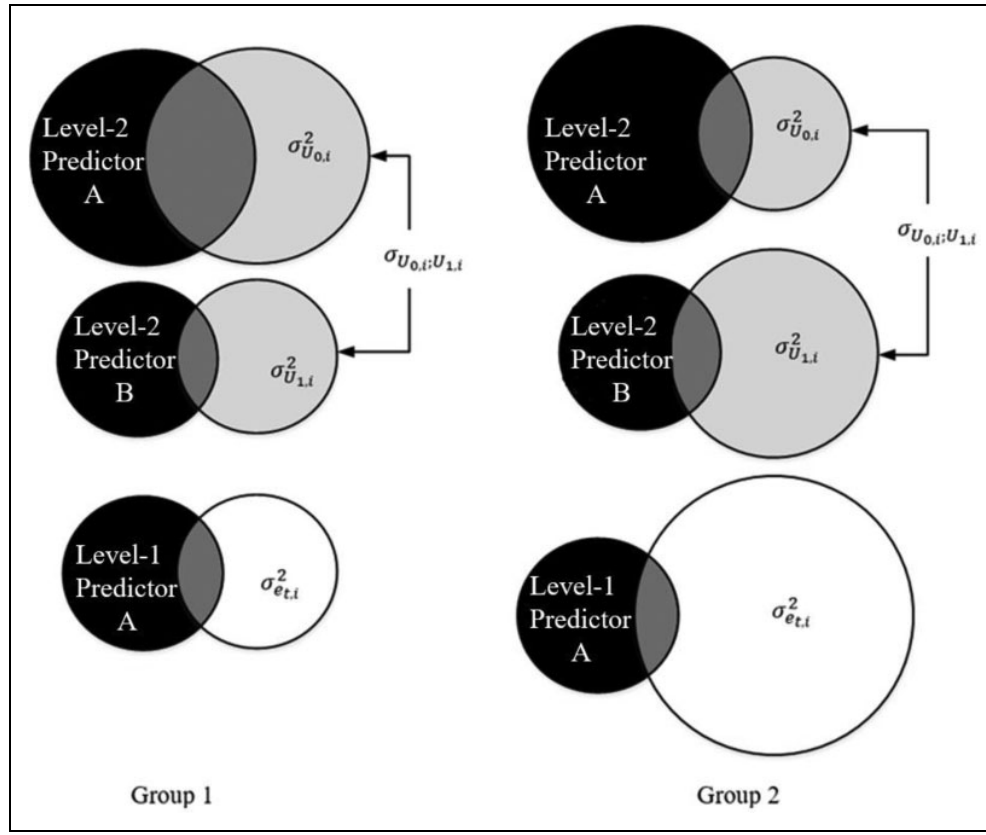 Level-2
Predictor
A
σ²U₀,ᵢ
Level-2
Predictor
B
σ²U₁,ᵢ
σU₀,ᵢ;U₁,ᵢ
Level-1
Predictor
A
σ²eₜ,ᵢ
Group 1
Level-2
Predictor
A
σ²U₀,ᵢ
Level-2
Predictor
B
σ²U₁,ᵢ
σU₀,ᵢ;U₁,ᵢ
Level-1
Predictor
A
σ²eₜ,ᵢ
Group 2